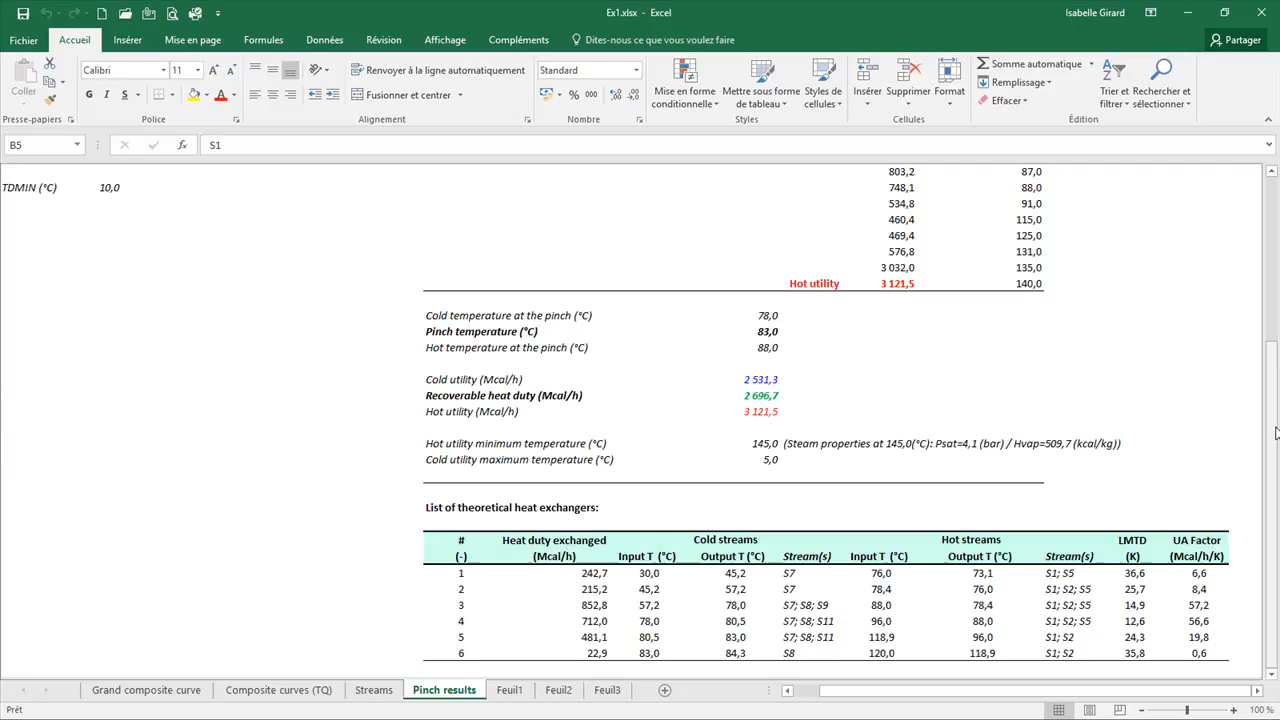 Ex1.xlsx - Excel
Isabelle Girard
Fichier Accueil Insérer Mise en page Formules Données Révision Affichage Compléments Dites-nous ce que vous voulez faire Partager
Coller
Calibri 11
G I S
Renvoyer à la ligne automatiquement
Fusionner et centrer
Standard
% 000
Mise en forme conditionnelle
Mettre sous forme de tableau
Styles de cellules
Insérer Supprimer Format
Somme automatique
Remplissage
Effacer
Trier et filtrer
Rechercher et sélectionner
Presse-papiers Police Alignement Nombre Styles Cellules Édition
B5 fx S1
803,2 87,0
TDMIN (°C) 10,0 748,1 88,0
534,8 91,0
460,4 115,0
469,4 125,0
576,8 131,0
3 032,0 135,0
Hot utility 3 121,5 140,0
Cold temperature at the pinch (°C) 78,0
Pinch temperature (°C) 83,0
Hot temperature at the pinch (°C) 88,0
Cold utility (Mcal/h) 2 531,3
Recoverable heat duty (Mcal/h) 2 696,7
Hot utility (Mcal/h) 3 121,5
Hot utility minimum temperature (°C) 145,0 (Steam properties at 145,0(°C): Psat=4,1 (bar) / Hvap=509,7 (kcal/kg))
Cold utility maximum temperature (°C) 5,0
List of theoretical heat exchangers:
# Heat duty exchanged Cold streams Hot streams LMTD UA Factor
(-) (Mcal/h) Input T (°C) Output T (°C) Stream(s) Input T (°C) Output T (°C) Stream(s) (K) (Mcal/h/K)
1 242,7 30,0 45,2 S7 76,0 73,1 S1; S5 36,6 6,6
2 215,2 45,2 57,2 S7 78,4 76,0 S1; S2; S5 25,7 8,4
3 852,8 57,2 78,0 S7; S8; S9 88,0 78,4 S1; S2; S5 14,9 57,2
4 712,0 78,0 80,5 S7; S8; S11 96,0 88,0 S1; S2; S5 12,6 56,6
5 481,1 80,5 83,0 S7; S8; S11 118,9 96,0 S1; S2 24,3 19,8
6 22,9 83,0 84,3 S8 120,0 118,9 S1; S2 35,8 0,6
Grand composite curve Composite curves (TQ) Streams Pinch results Feuil1 Feuil2 Feuil3
Prêt 100 %